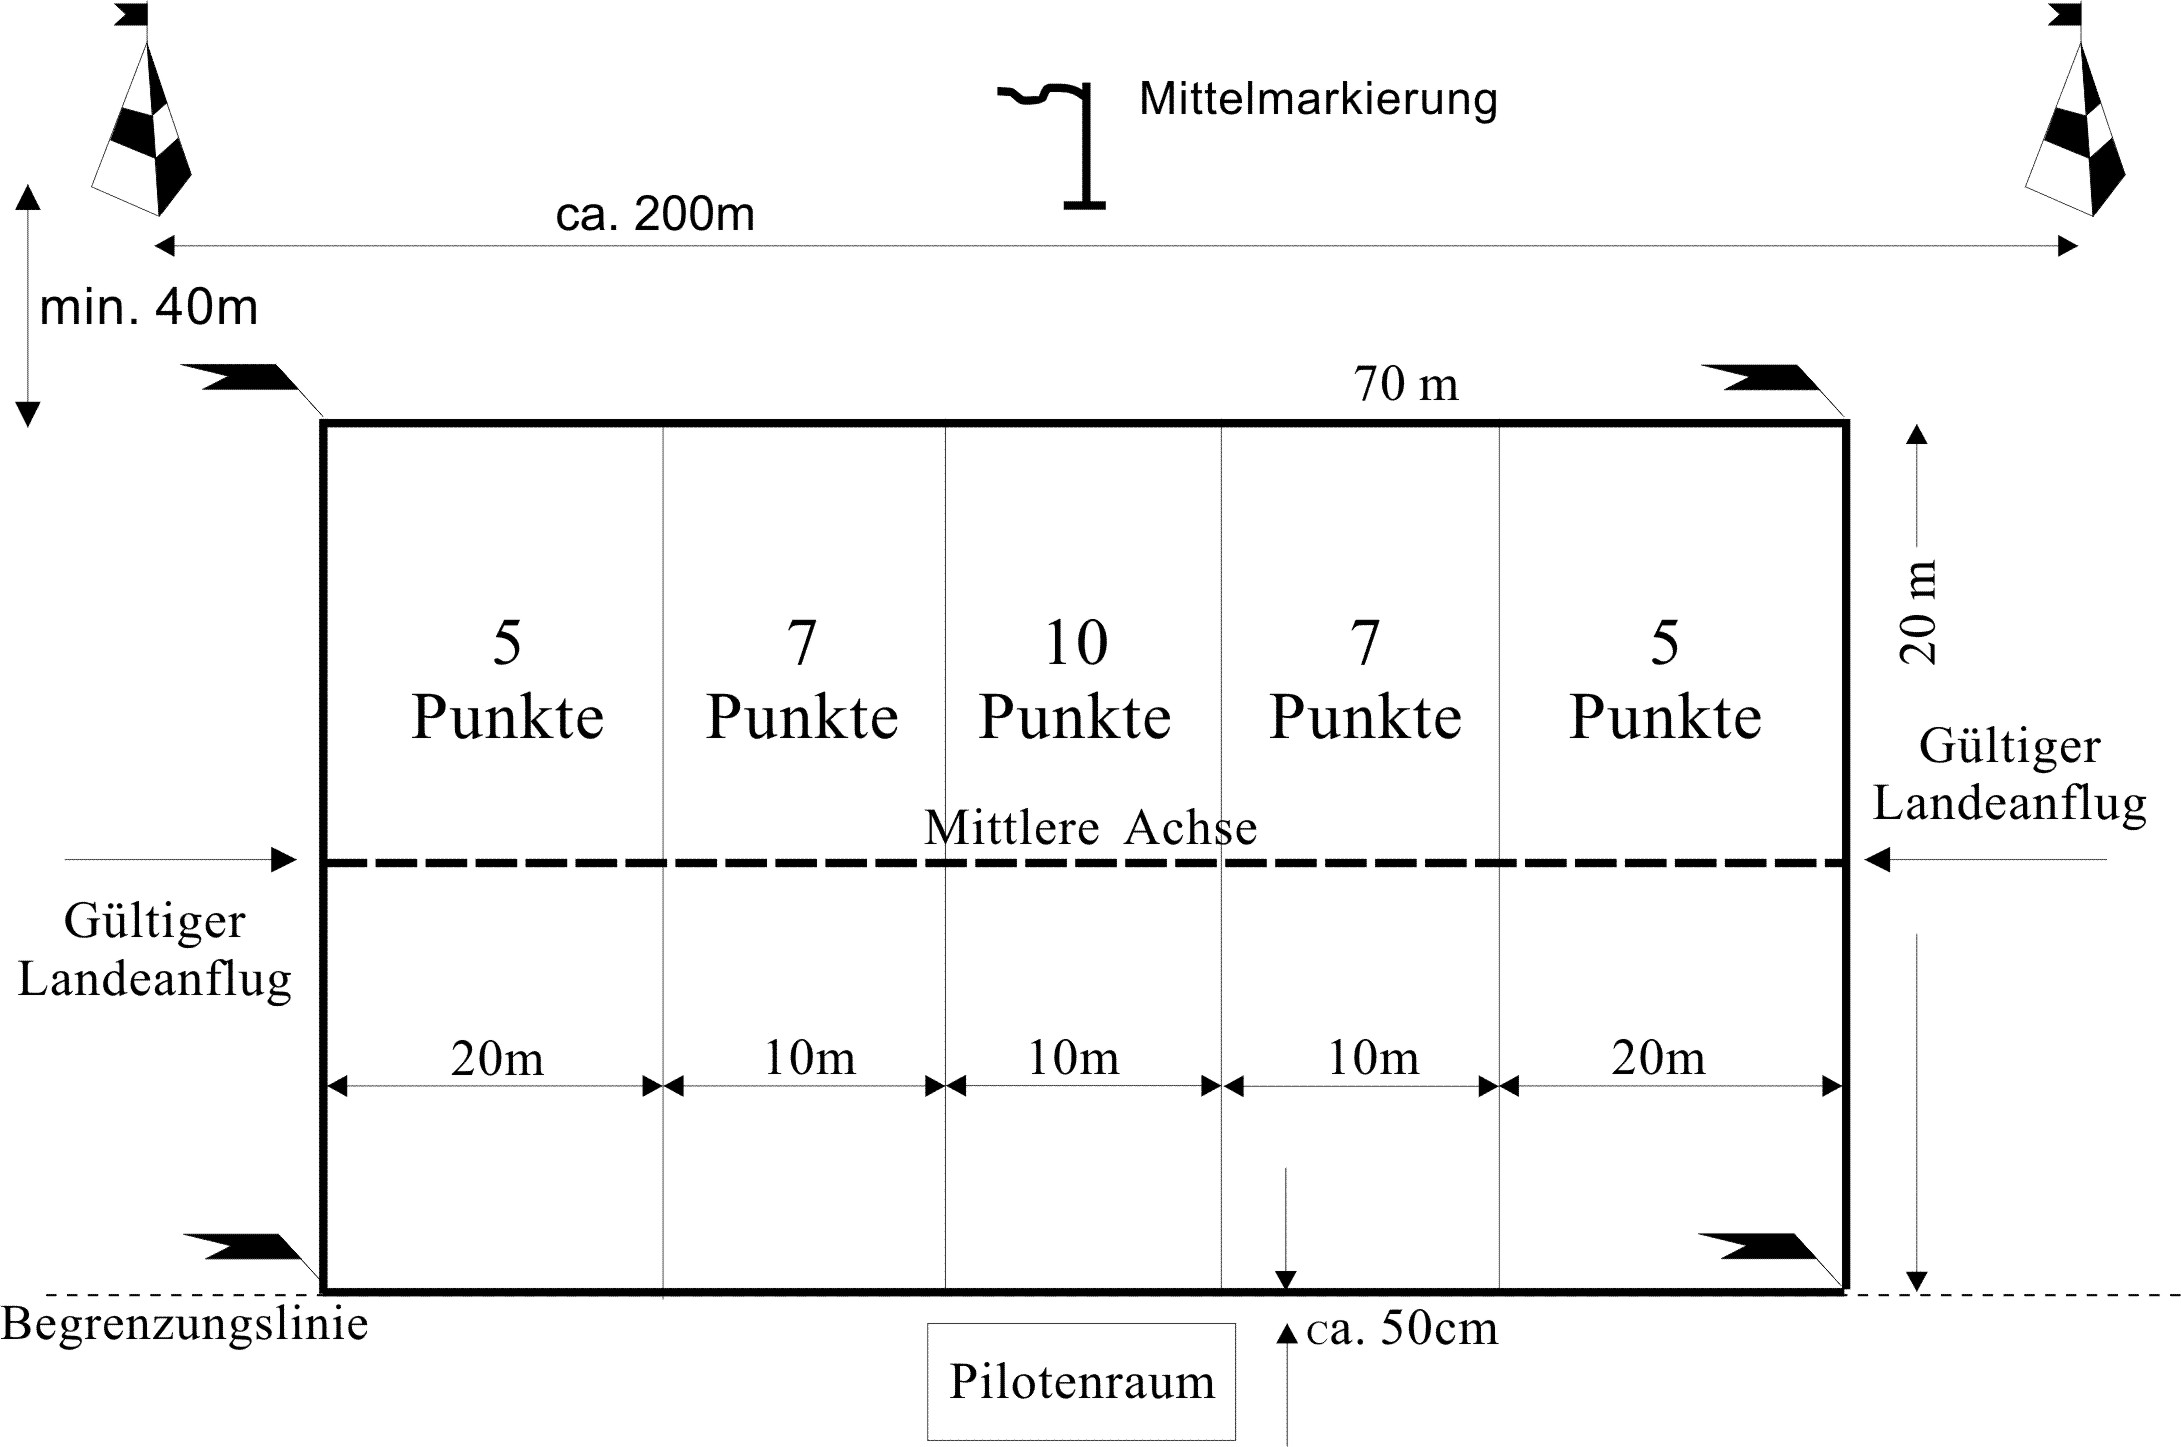 Mittelmarkierung
ca. 200m
min. 40m
70 m
20 m
5
Punkte
7
Punkte
10
Punkte
7
Punkte
5
Punkte
Gültiger
Landeanflug
Mittlere Achse
Gültiger
Landeanflug
20m
10m
10m
10m
20m
Begrenzungslinie
ca. 50cm
Pilotenraum